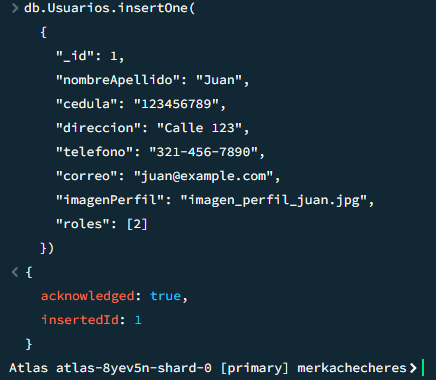 > db.Usuarios.insertOne(
{
"_id": 1,
"nombreApellido": "Juan",
"cedula": "123456789",
"direccion": "Calle 123",
"telefono": "321-456-7890",
"correo": "juan@example.com",
"imagenPerfil": "imagen_perfil_juan.jpg",
"roles": [2]
})
< {
acknowledged: true,
insertedId: 1
}
Atlas atlas-8yev5n-shard-0 [primary] merkachecheres>